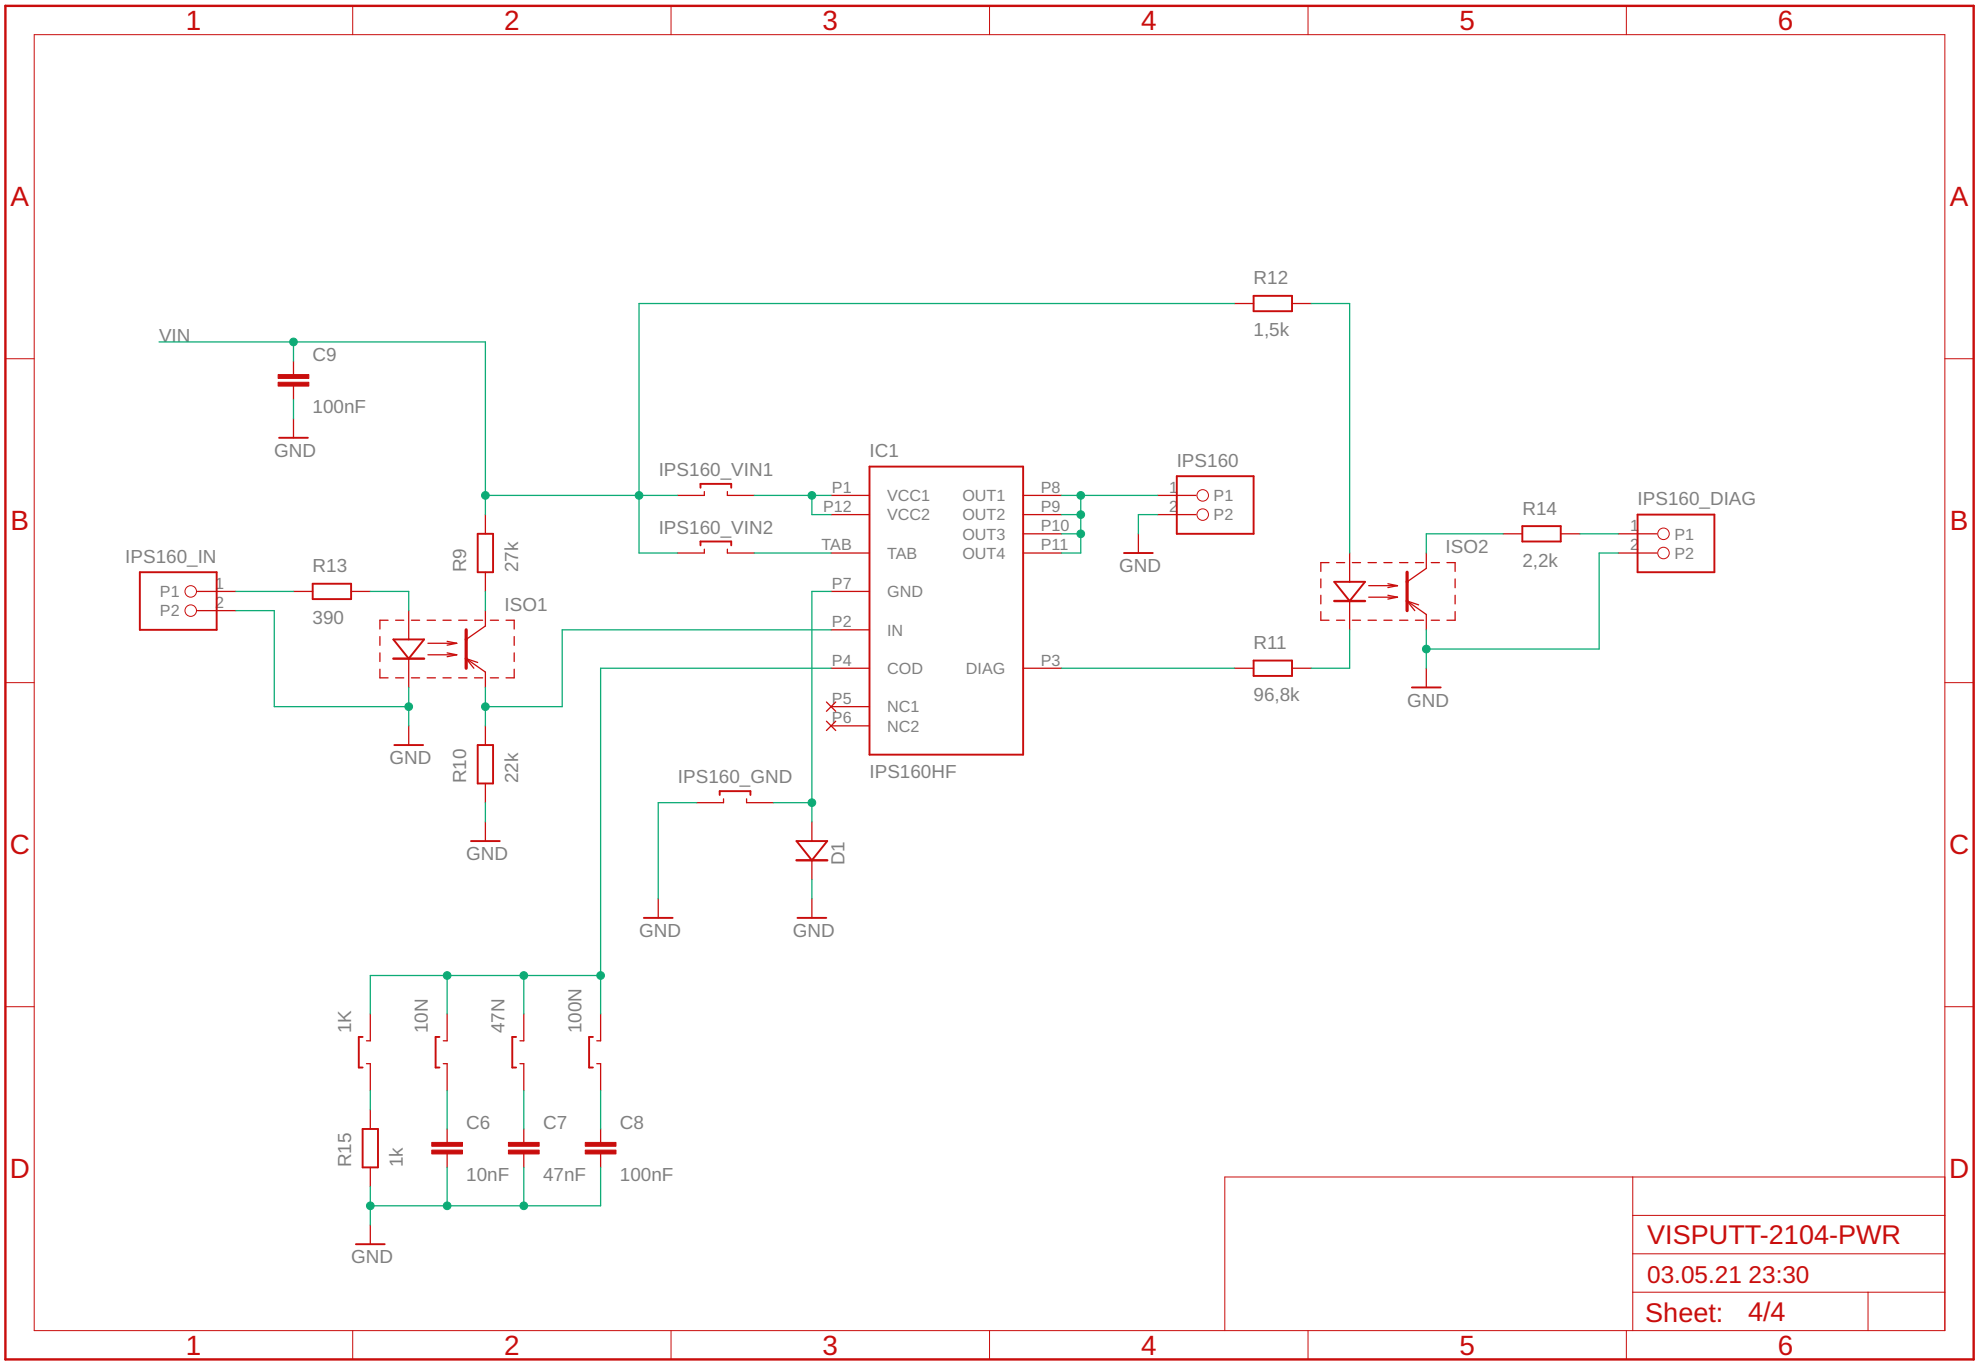 1 2 3 4 5 6
A A
R12
1,5k
VIN
C9
100nF
GND
IC1
IPS160_VIN1
IPS160
P1 VCC1 OUT1 P8 1 P1
P12 VCC2 OUT2 P9 2 P2
OUT3 P10
IPS160_VIN2
TAB TAB OUT4 P11
GND
B B
R14
2,2k
IPS160_DIAG
1 P1
2 P2
ISO2
GND
R9
27k
IPS160_IN
P1 1
P2 2
R13
390
ISO1
P7 GND
P2 IN
P4 COD DIAG P3
P5 NC1
P6 NC2
R11
96,8k
GND
R10
22k
GND
IPS160HF
IPS160_GND
C C
D1
GND
GND
1K
10N
47N
100N
R15
1k
C6
10nF
C7
47nF
C8
100nF
D D
GND
VISPUTT-2104-PWR
03.05.21 23:30
Sheet: 4/4
1 2 3 4 5 6